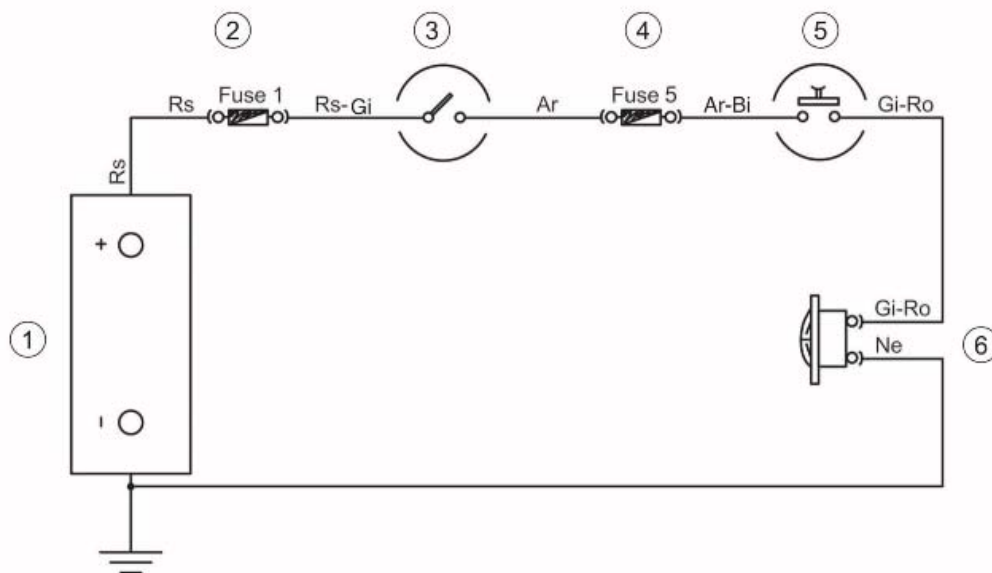 2 3 4 5
Fuse 1 Fuse 5
Rs Rs-Gi Ar Ar-Bi Gi-Ro
Rs
+
1
Gi-Ro
Ne 6
-